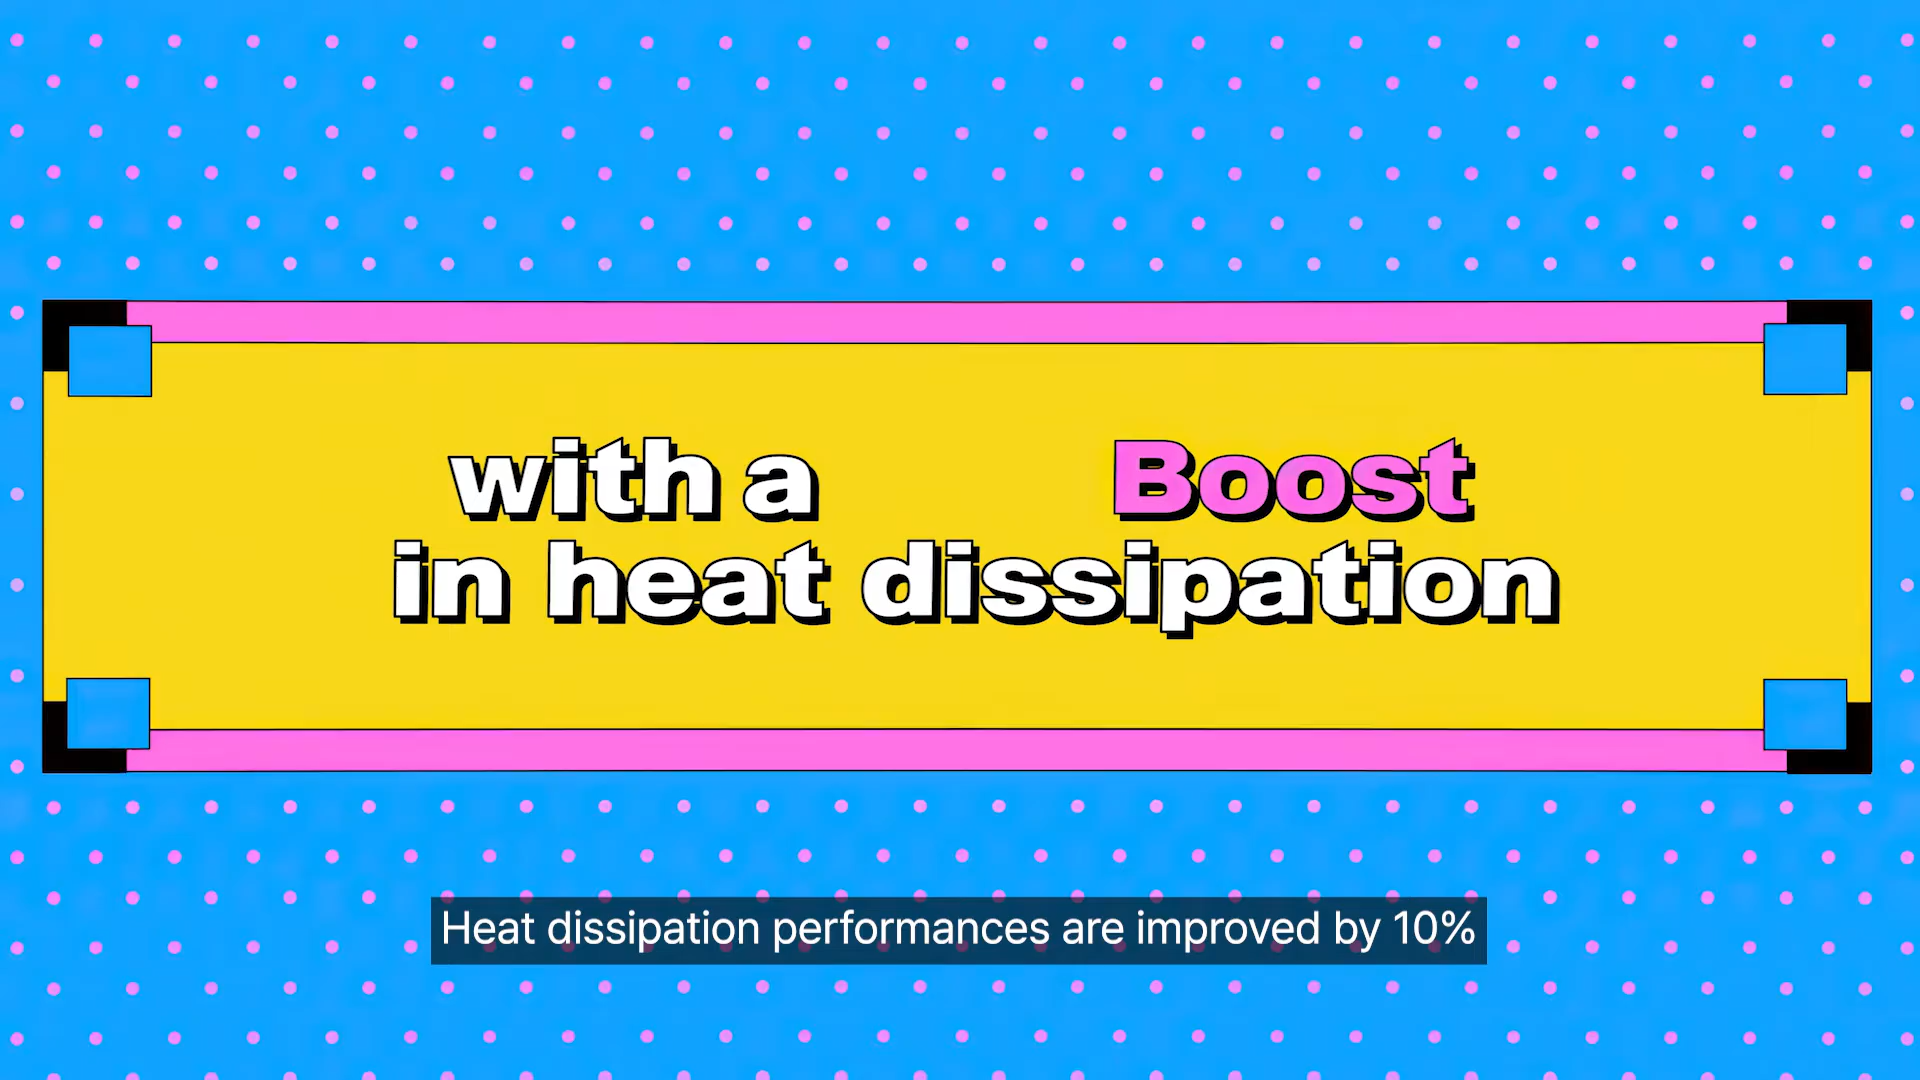 with a Boost
in heat dissipation
Heat dissipation performances are improved by 10%